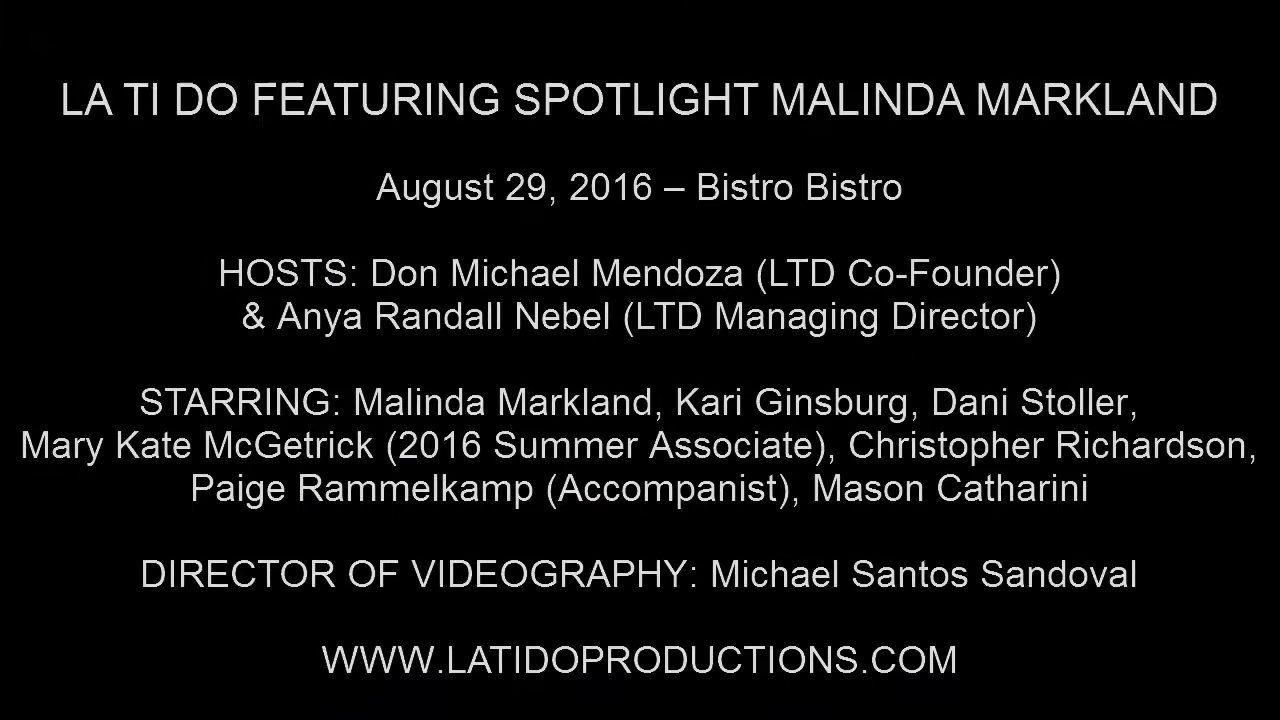 LA TI DO FEATURING SPOTLIGHT MALINDA MARKLAND
August 29, 2016 – Bistro Bistro
HOSTS: Don Michael Mendoza (LTD Co-Founder)
& Anya Randall Nebel (LTD Managing Director)
STARRING: Malinda Markland, Kari Ginsburg, Dani Stoller,
Mary Kate McGetrick (2016 Summer Associate), Christopher Richardson,
Paige Rammelkamp (Accompanist), Mason Catharini
DIRECTOR OF VIDEOGRAPHY: Michael Santos Sandoval
WWW.LATIDOPRODUCTIONS.COM